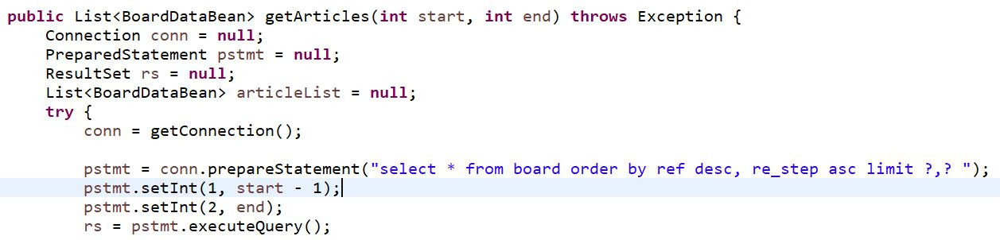 public List<BoardDataBean> getArticles(int start, int end) throws Exception {
    Connection conn = null;
    PreparedStatement pstmt = null;
    ResultSet rs = null;
    List<BoardDataBean> articleList = null;
    try {
        conn = getConnection();

        pstmt = conn.prepareStatement("select * from board order by ref desc, re_step asc limit ?,? ");
        pstmt.setInt(1, start - 1);
        pstmt.setInt(2, end);
        rs = pstmt.executeQuery();